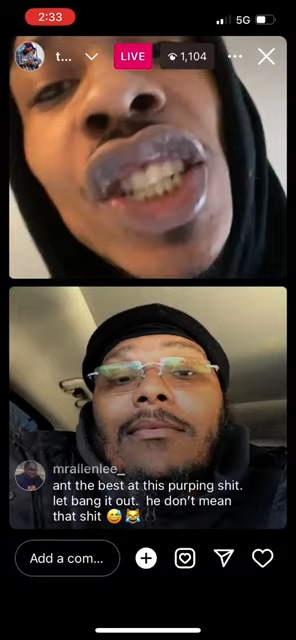 2:33
5G
t...
LIVE
1,104
mrallenlee_
ant the best at this purping shit.
let bang it out. he don't mean
that shit 😅😹
Add a com...